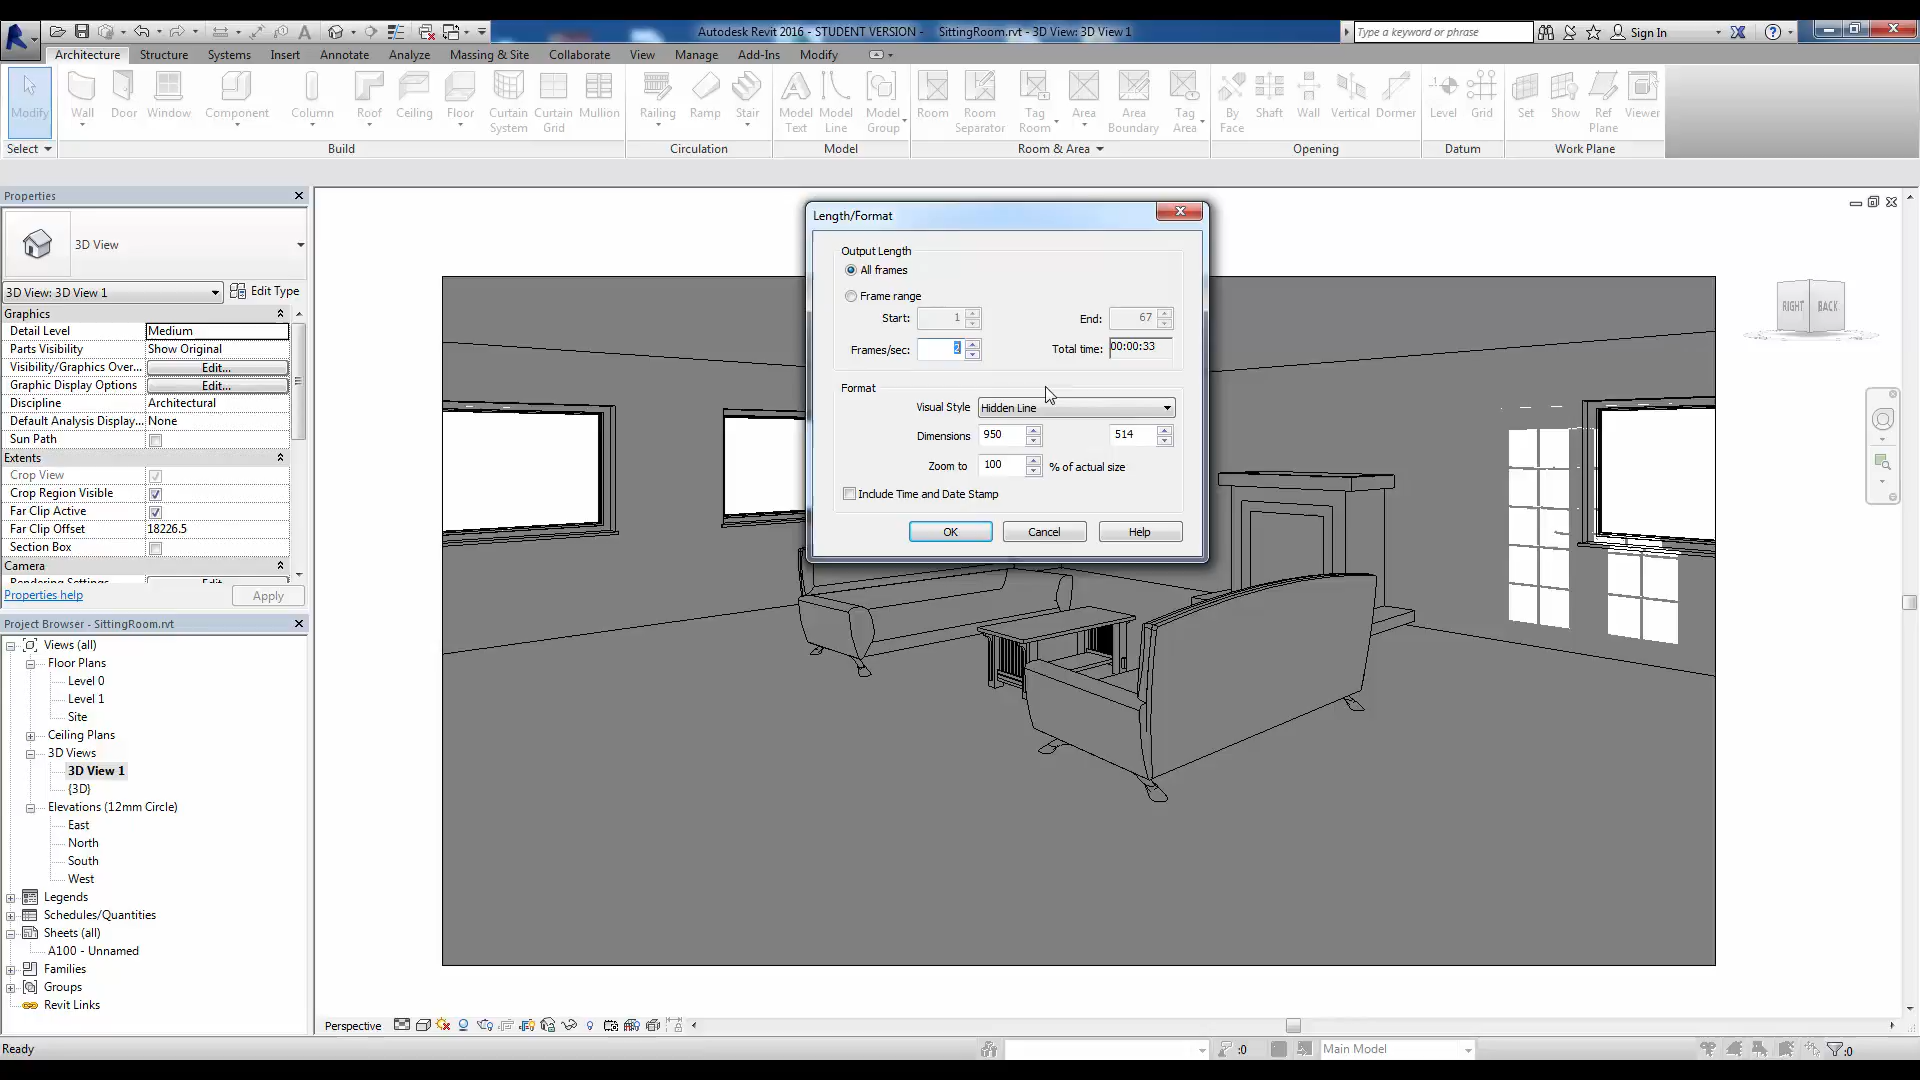 Autodesk Revit 2016 - STUDENT VERSION - SittingRoom.rvt - 3D View: 3D View 1
Type a keyword or phrase
Sign In
Architecture Structure Systems Insert Annotate Analyze Massing & Site Collaborate View Manage Add-Ins Modify
Modify Wall Door Window Component Column Roof Ceiling Floor Curtain System Curtain Grid Mullion Railing Ramp Stair Model Text Model Line Model Group Room Room Separator Tag Room Area Area Boundary Tag Area By Face Shaft Wall Vertical Dormer Level Grid Set Show Ref Plane Viewer
Select Build Circulation Model Room & Area Opening Datum Work Plane
Properties
3D View
3D View: 3D View 1 Edit Type
Graphics
Detail Level Medium
Parts Visibility Show Original
Visibility/Graphics Over... Edit...
Graphic Display Options Edit...
Discipline Architectural
Default Analysis Display... None
Sun Path
Extents
Crop View
Crop Region Visible
Far Clip Active
Far Clip Offset 18226.5
Section Box
Camera
Rendering Settings Edit...
Properties help Apply
Project Browser - SittingRoom.rvt
Views (all)
Floor Plans
Level 0
Level 1
Site
Ceiling Plans
3D Views
3D View 1
{3D}
Elevations (12mm Circle)
East
North
South
West
Legends
Schedules/Quantities
Sheets (all)
A100 - Unnamed
Families
Groups
Revit Links
Length/Format
Output Length
All frames
Frame range
Start: 1 End: 67
Frames/sec: 2 Total time: 00:00:33
Format
Visual Style Hidden Line
Dimensions 950 514
Zoom to 100 % of actual size
Include Time and Date Stamp
OK Cancel Help
RIGHT BACK
Perspective
Ready
:0
Main Model
:0